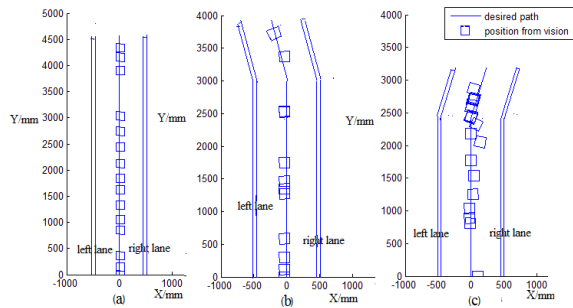 desired path
position from vision
5000
4500
4000
3500
3000
2500
2000
1500
1000
500
0
Y/mm
left lane
right lane
-1000
0
1000
X/mm
(a)
4000
3500
3000
2500
2000
1500
1000
500
0
Y/mm
left lane
right lane
-1000
0
1000
X/mm
(b)
4000
3500
3000
2500
2000
1500
1000
500
0
Y/mm
left lane
right lane
-1000
-500
0
500
1000
X/mm
(c)